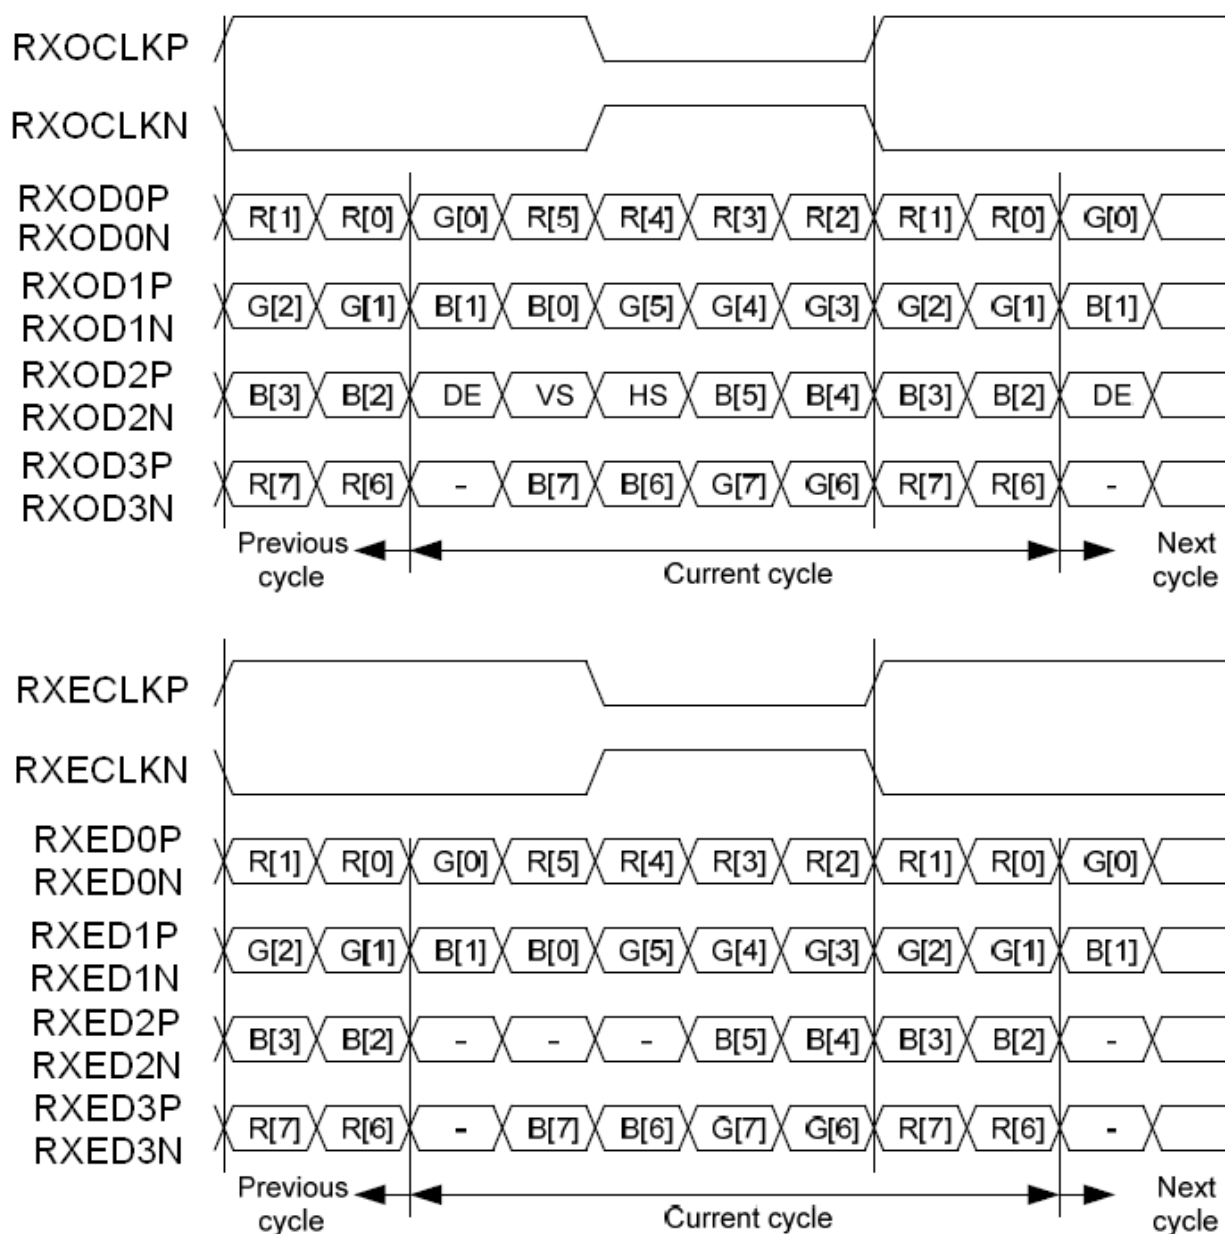 RXOCLKP
RXOCLKN
RXOD0P
RXOD0N
R[1] R[0] G[0] R[5] R[4] R[3] R[2] R[1] R[0] G[0]
RXOD1P
RXOD1N
G[2] G[1] B[1] B[0] G[5] G[4] G[3] G[2] G[1] B[1]
RXOD2P
RXOD2N
B[3] B[2] DE VS HS B[5] B[4] B[3] B[2] DE
RXOD3P
RXOD3N
R[7] R[6] - B[7] B[6] G[7] G[6] R[7] R[6] -
Previous
cycle
Current cycle
Next
cycle
RXECLKP
RXECLKN
RXED0P
RXED0N
R[1] R[0] G[0] R[5] R[4] R[3] R[2] R[1] R[0] G[0]
RXED1P
RXED1N
G[2] G[1] B[1] B[0] G[5] G[4] G[3] G[2] G[1] B[1]
RXED2P
RXED2N
B[3] B[2] - - - B[5] B[4] B[3] B[2] -
RXED3P
RXED3N
R[7] R[6] - B[7] B[6] G[7] G[6] R[7] R[6] -
Previous
cycle
Current cycle
Next
cycle